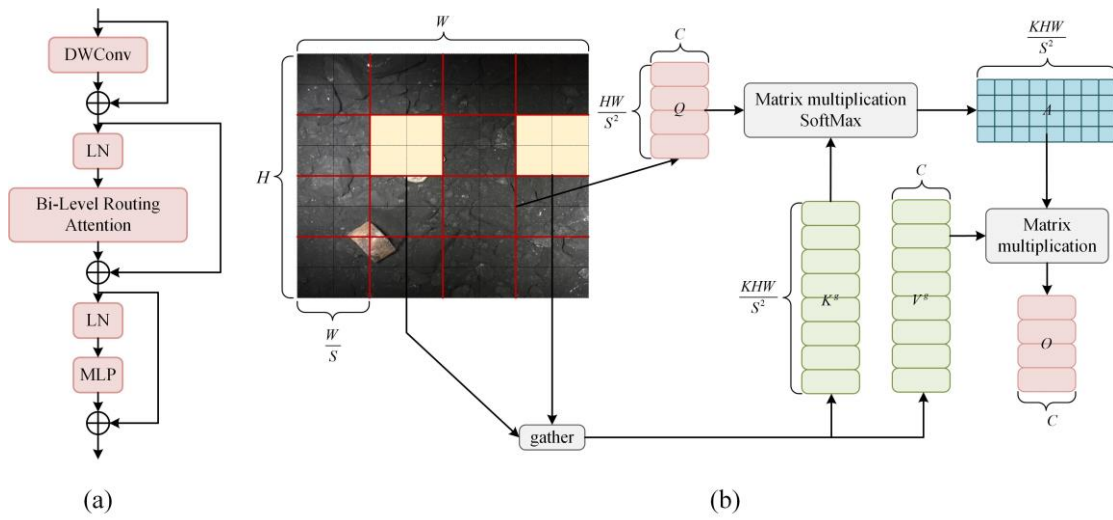 DWConv
LN
Bi-Level Routing
Attention
LN
MLP
(a)
W
H
W
S
gather
C
HW
S²
Q
Matrix multiplication
SoftMax
KHW
S²
A
KHW
S²
K^g
C
V^g
Matrix
multiplication
O
C
(b)